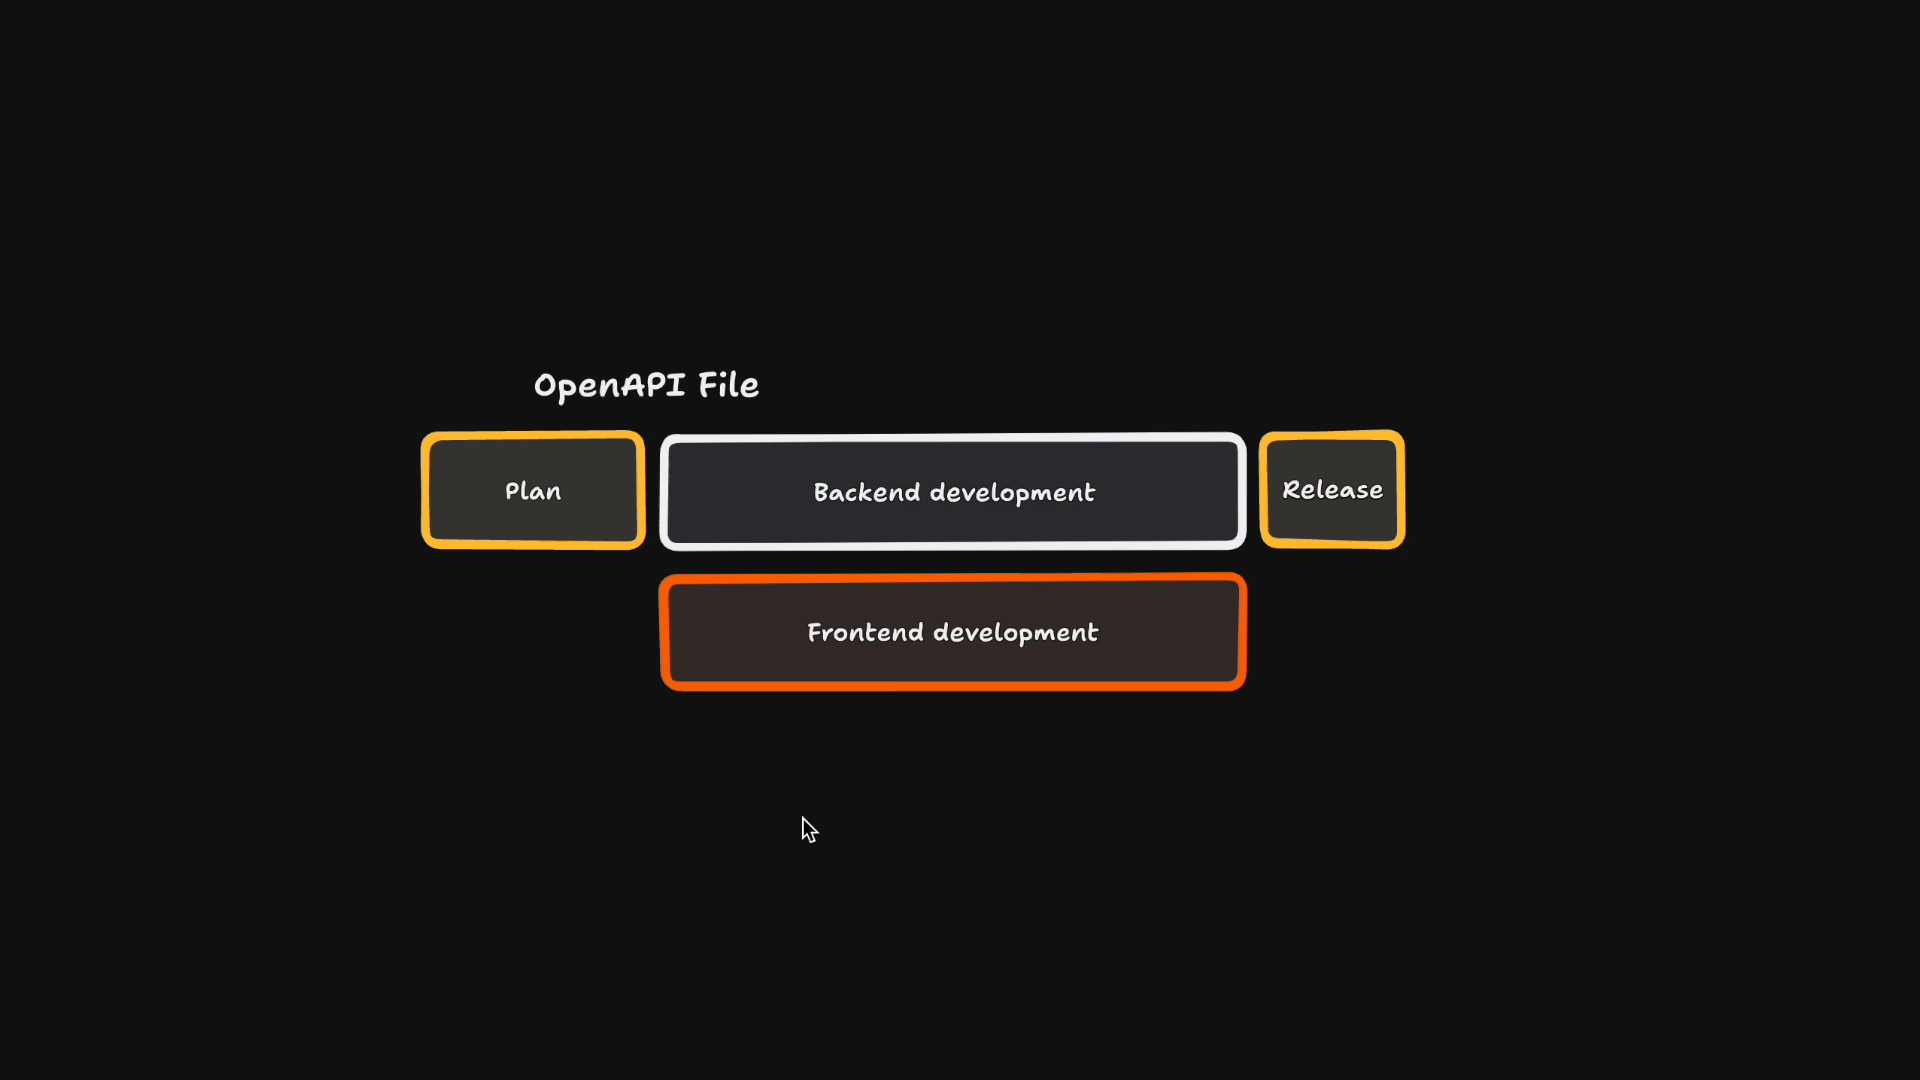 OpenAPI File
Plan
Backend development
Release
Frontend development